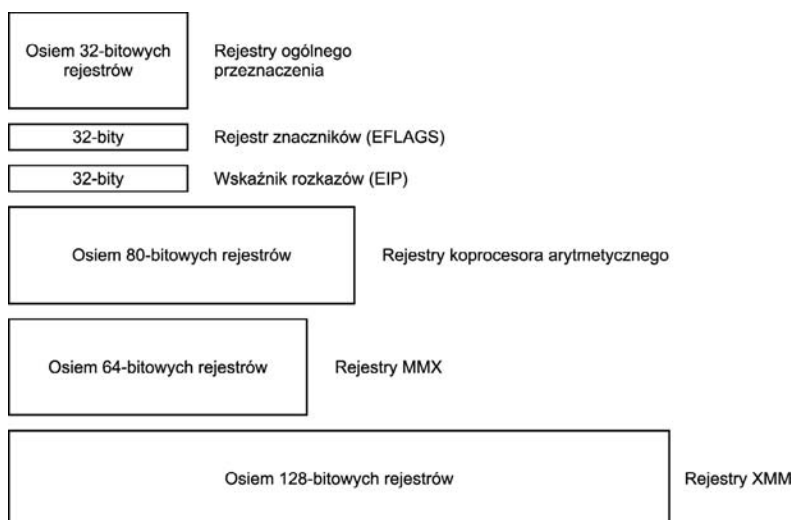 Osiem 32-bitowych
rejestrów
Rejestry ogólnego
przeznaczenia
32-bity
Rejestr znaczników (EFLAGS)
32-bity
Wskaźnik rozkazów (EIP)
Osiem 80-bitowych rejestrów
Rejestry koprocesora arytmetycznego
Osiem 64-bitowych rejestrów
Rejestry MMX
Osiem 128-bitowych rejestrów
Rejestry XMM